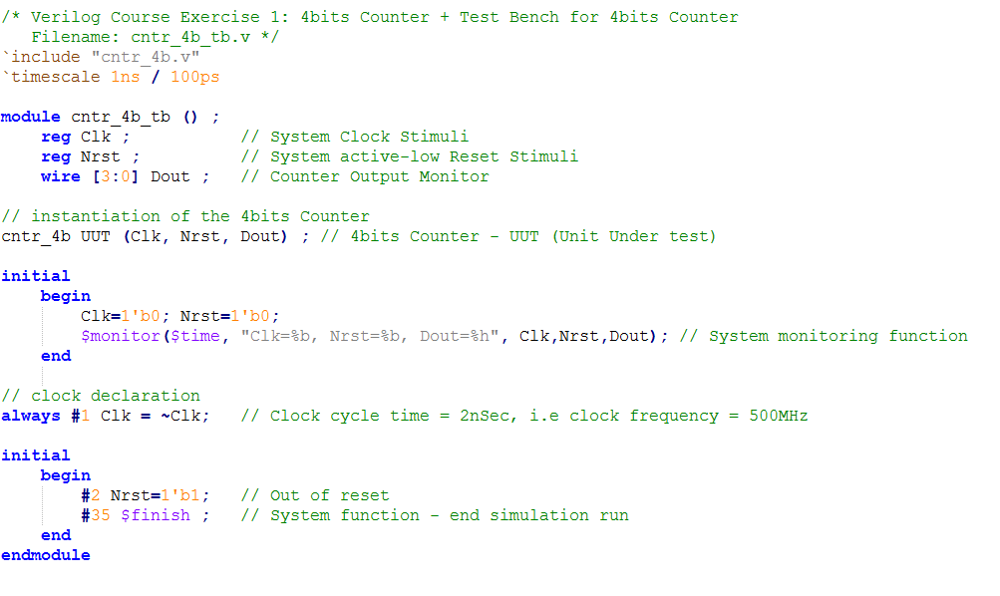 /* Verilog Course Exercise 1: 4bits Counter + Test Bench for 4bits Counter
   Filename: cntr_4b_tb.v */
`include "cntr_4b.v"
`timescale 1ns / 100ps

module cntr_4b_tb () ;
    reg Clk ;           // System Clock Stimuli
    reg Nrst ;          // System active-low Reset Stimuli
    wire [3:0] Dout ;   // Counter Output Monitor

// instantiation of the 4bits Counter
cntr_4b UUT (Clk, Nrst, Dout) ; // 4bits Counter - UUT (Unit Under test)

initial
    begin
        Clk=1'b0; Nrst=1'b0;
        $monitor($time, "Clk=%b, Nrst=%b, Dout=%h", Clk,Nrst,Dout); // System monitoring function
    end

// clock declaration
always #1 Clk = ~Clk;   // Clock cycle time = 2nSec, i.e clock frequency = 500MHz

initial
    begin
        #2 Nrst=1'b1;   // Out of reset
        #35 $finish ;   // System function - end simulation run
    end
endmodule